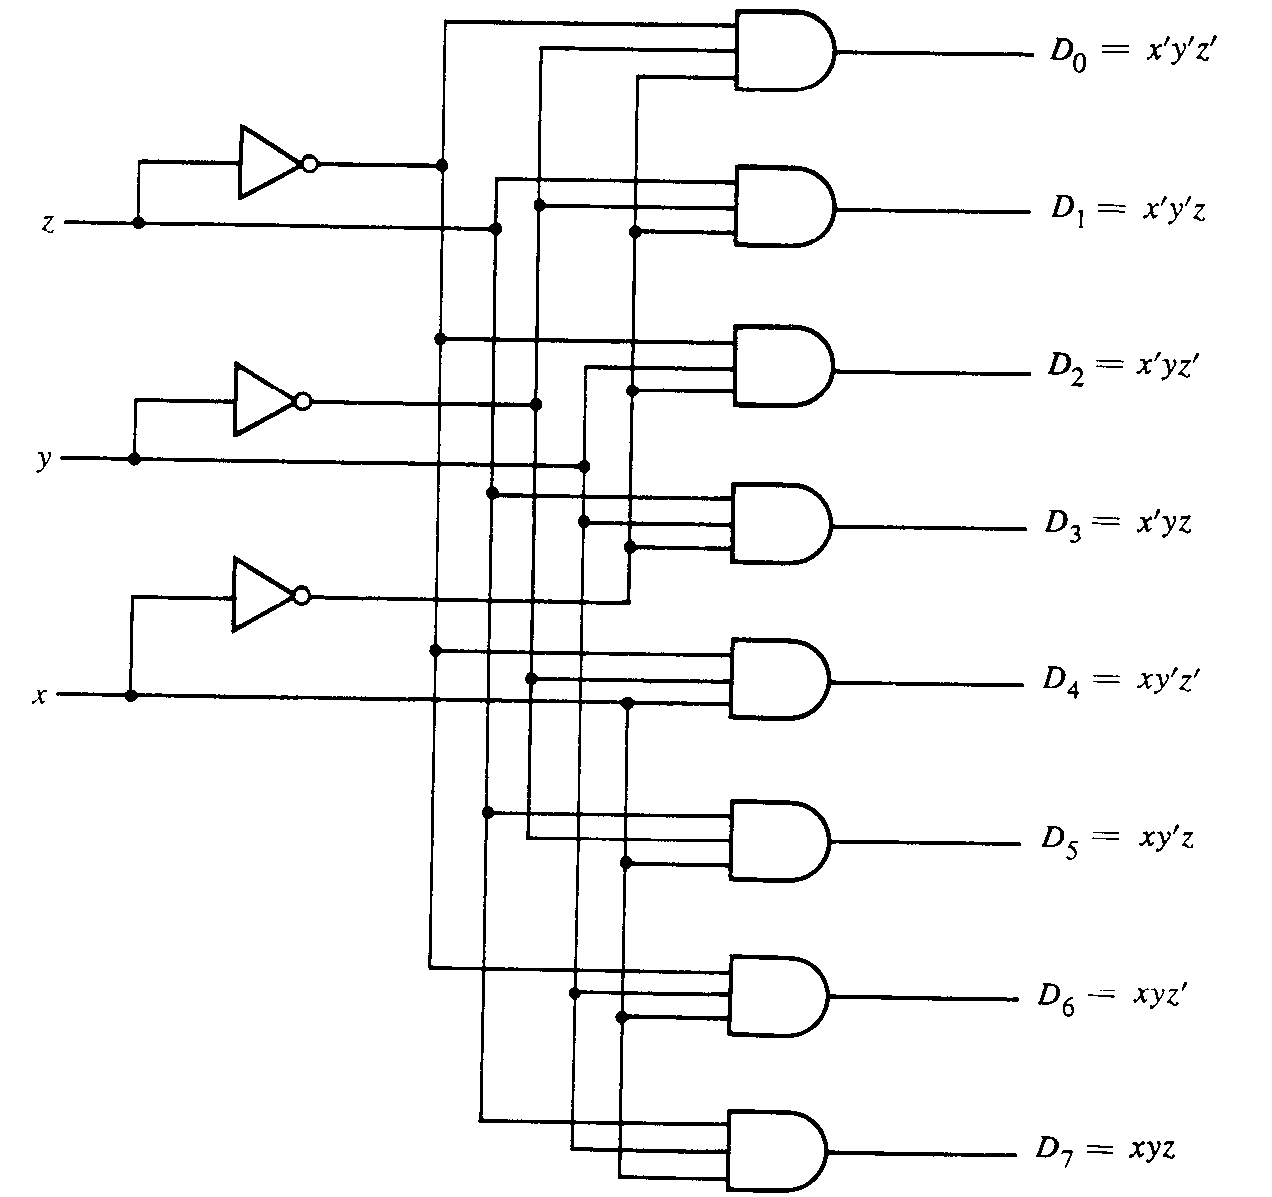 D₀ = x′y′z′
z
D₁ = x′y′z
D₂ = x′yz′
y
D₃ = x′yz
x
D₄ = xy′z′
D₅ = xy′z
D₆ = xyz′
D₇ = xyz